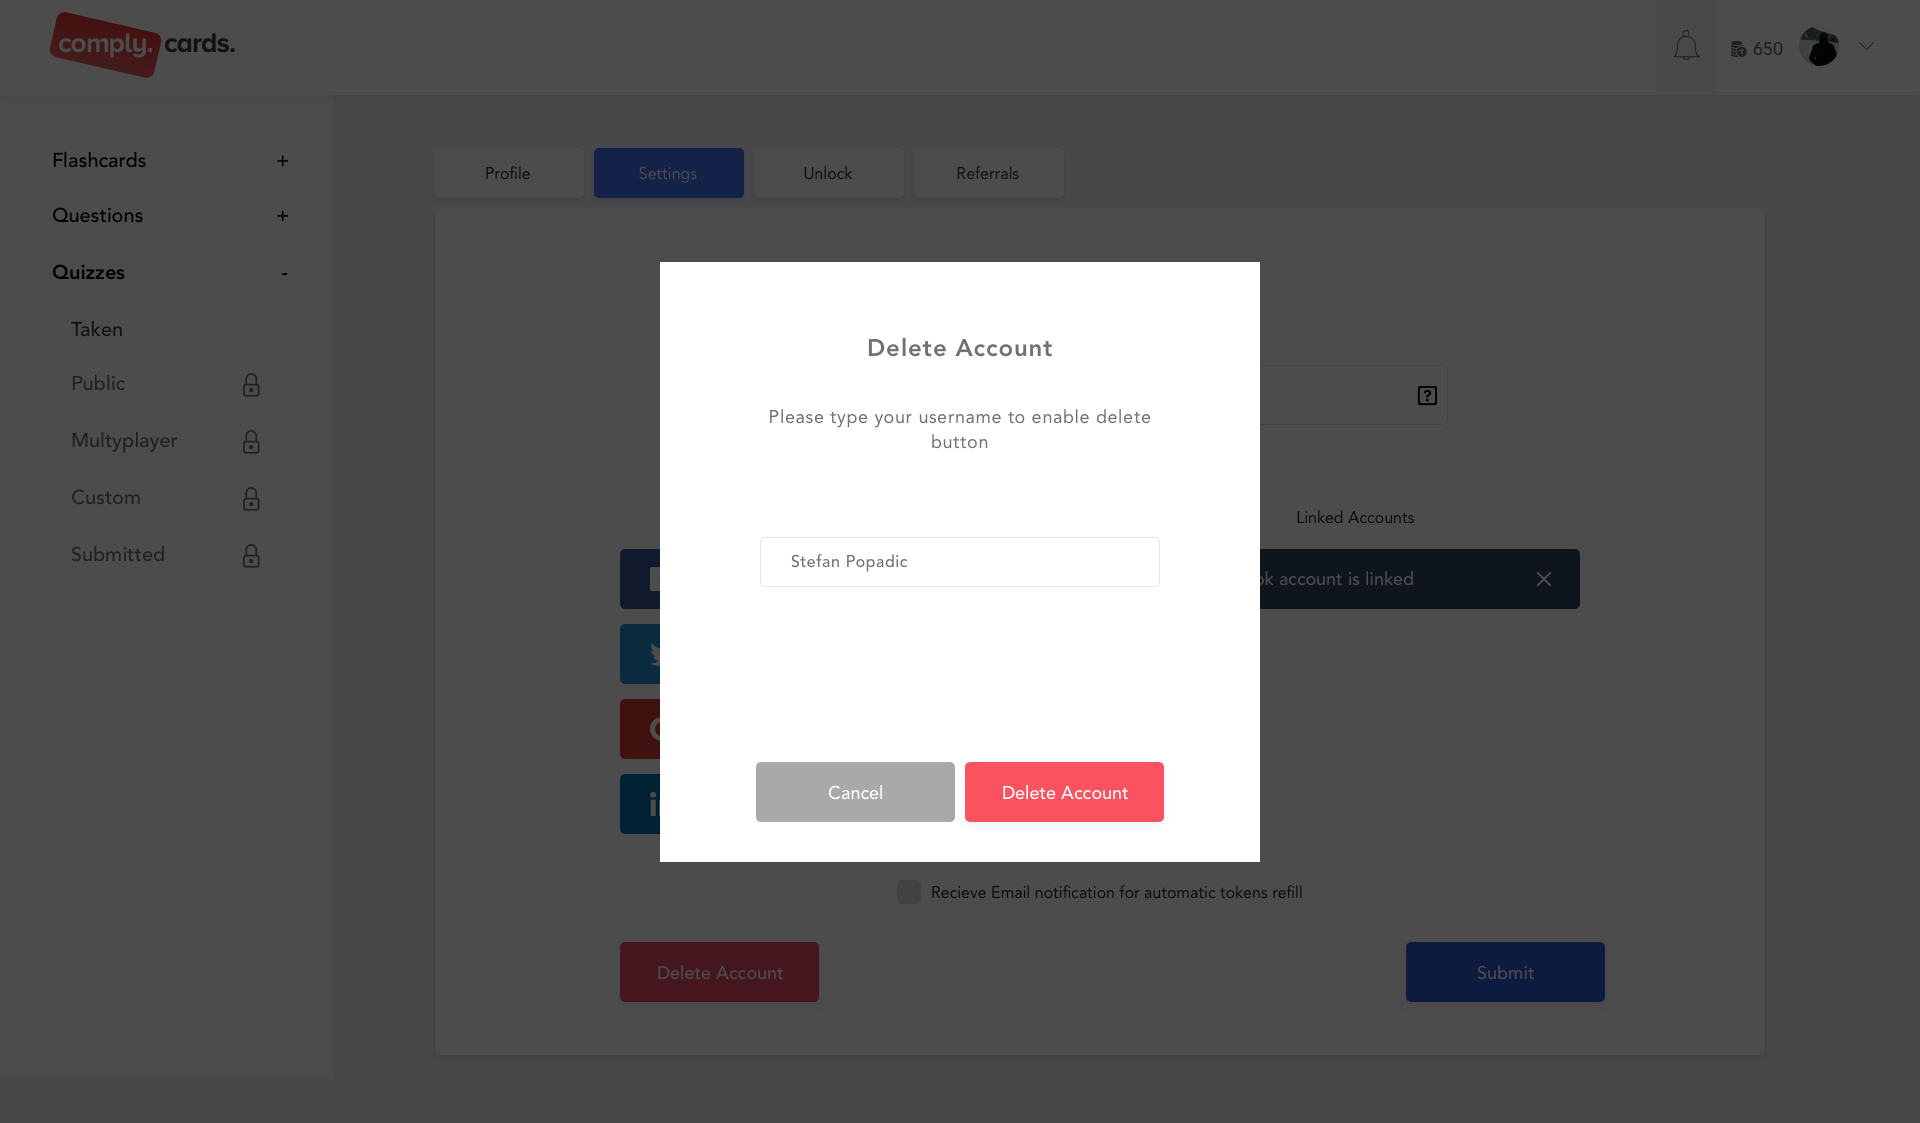 comply. cards.
650
Flashcards +
Questions +
Quizzes -
Taken
Public
Multyplayer
Custom
Submitted
Profile
Settings
Unlock
Referrals
Delete Account
Please type your username to enable delete
button
Stefan Popadic
Cancel
Delete Account
?
Linked Accounts
account is linked
in
Recieve Email notification for automatic tokens refill
Delete Account
Submit